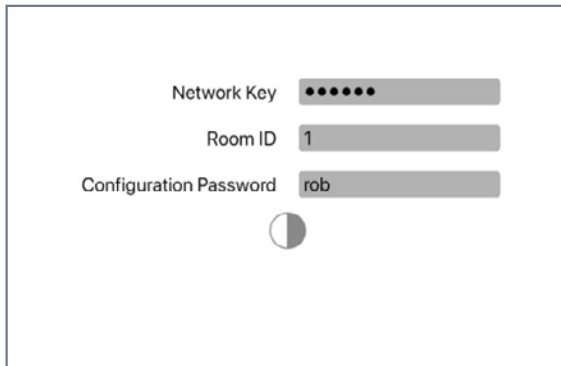 Network Key ●●●●●●
Room ID 1
Configuration Password rob